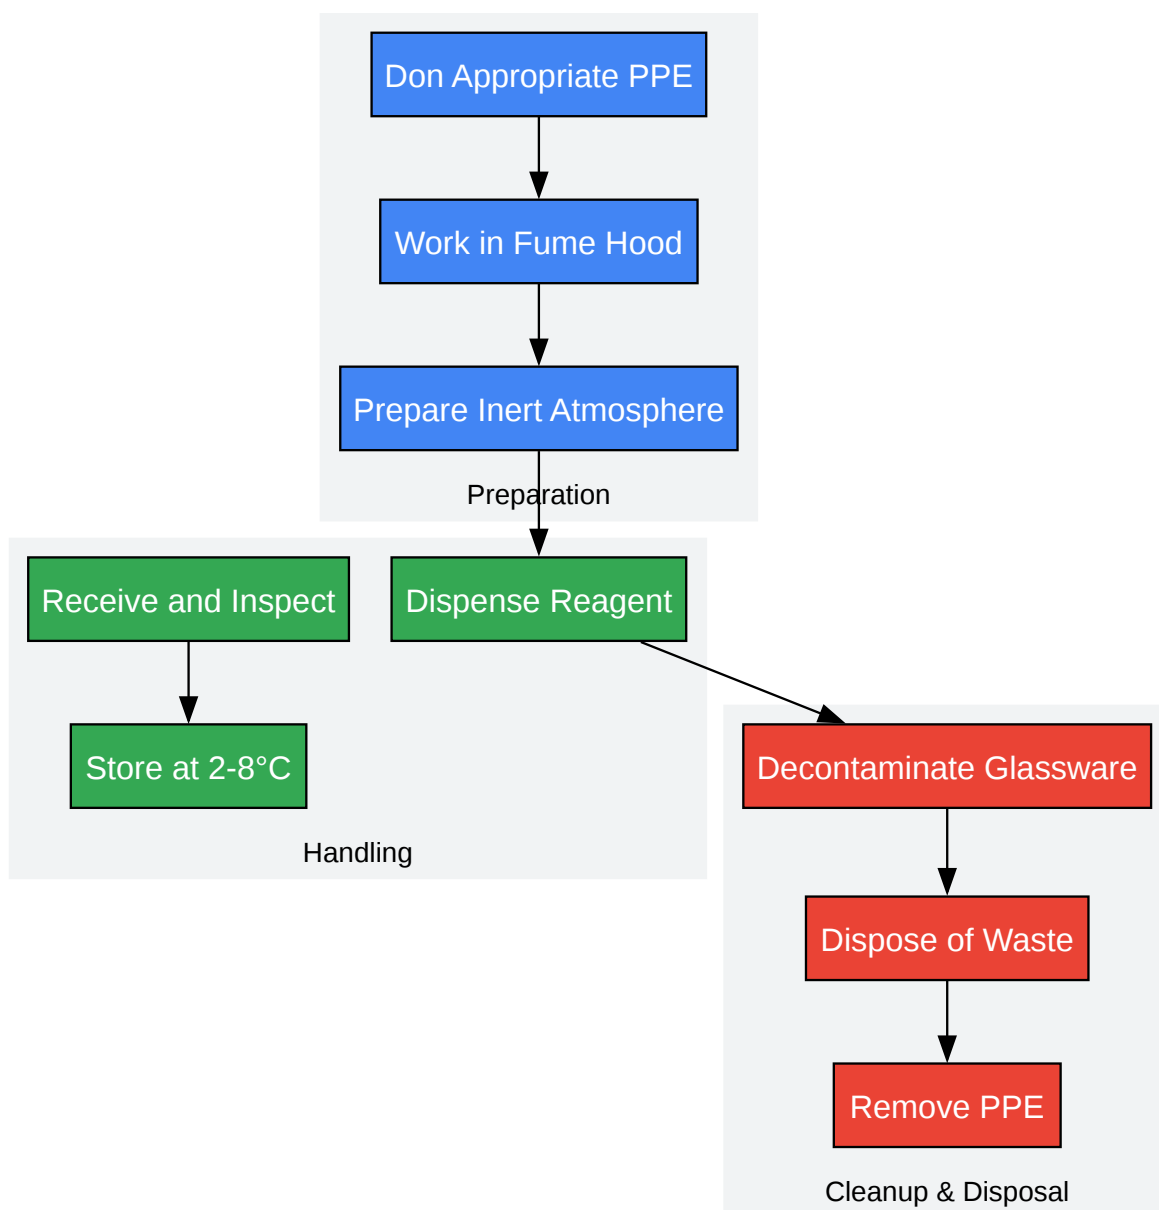 Don Appropriate PPE
Work in Fume Hood
Prepare Inert Atmosphere
Preparation
Receive and Inspect
Dispense Reagent
Store at 2-8°C
Handling
Decontaminate Glassware
Dispose of Waste
Remove PPE
Cleanup & Disposal